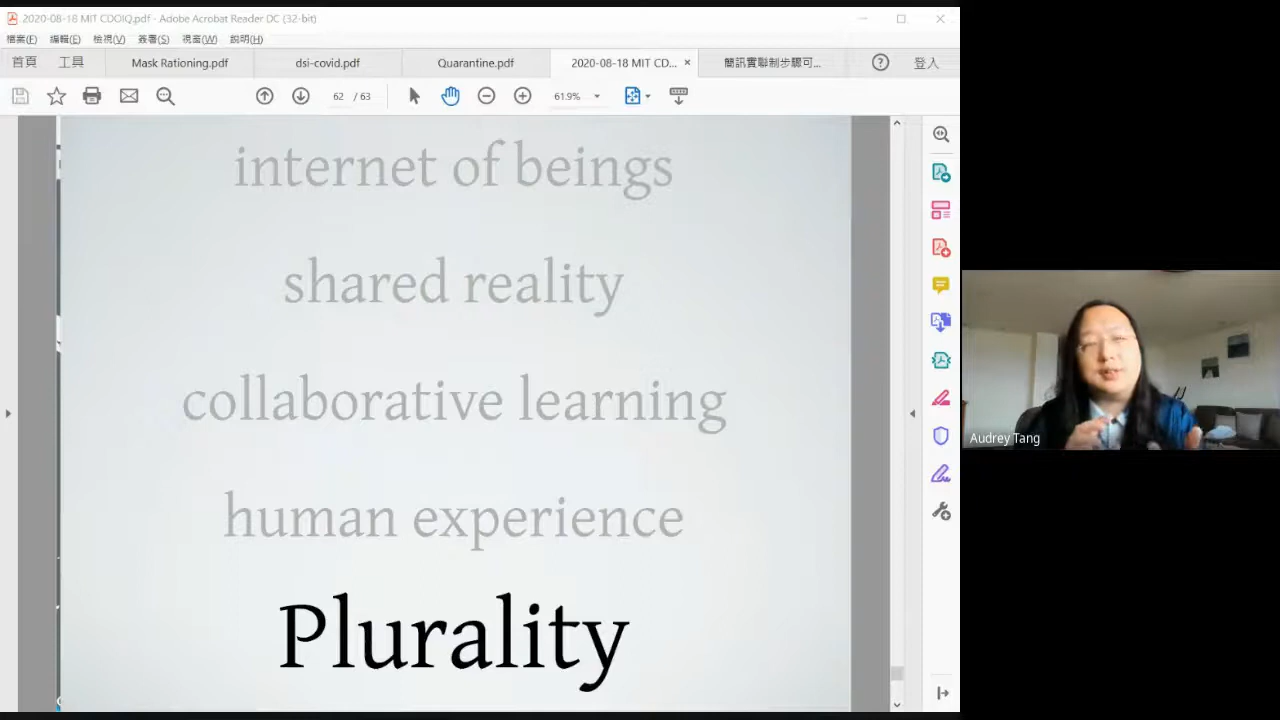 2020-08-18 MIT CDOIQ.pdf - Adobe Acrobat Reader DC (32-bit)
檔案(F) 編輯(E) 檢視(V) 簽署(S) 視窗(W) 說明(H)
首頁 工具 Mask Rationing.pdf dsi-covid.pdf Quarantine.pdf 2020-08-18 MIT CD... × 簡訊實聯制步驟可... 登入
62 / 63 61.9%
internet of beings
shared reality
collaborative learning
human experience
Plurality
Audrey Tang